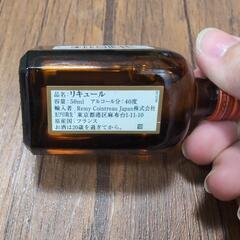 品名:リキュール
容量:50ml アルコール分:40度
輸入者:Remy Cointreau Japan株式会社
東京都港区麻布台1-11-10
原産国:フランス
お酒は20歳を過ぎてから。